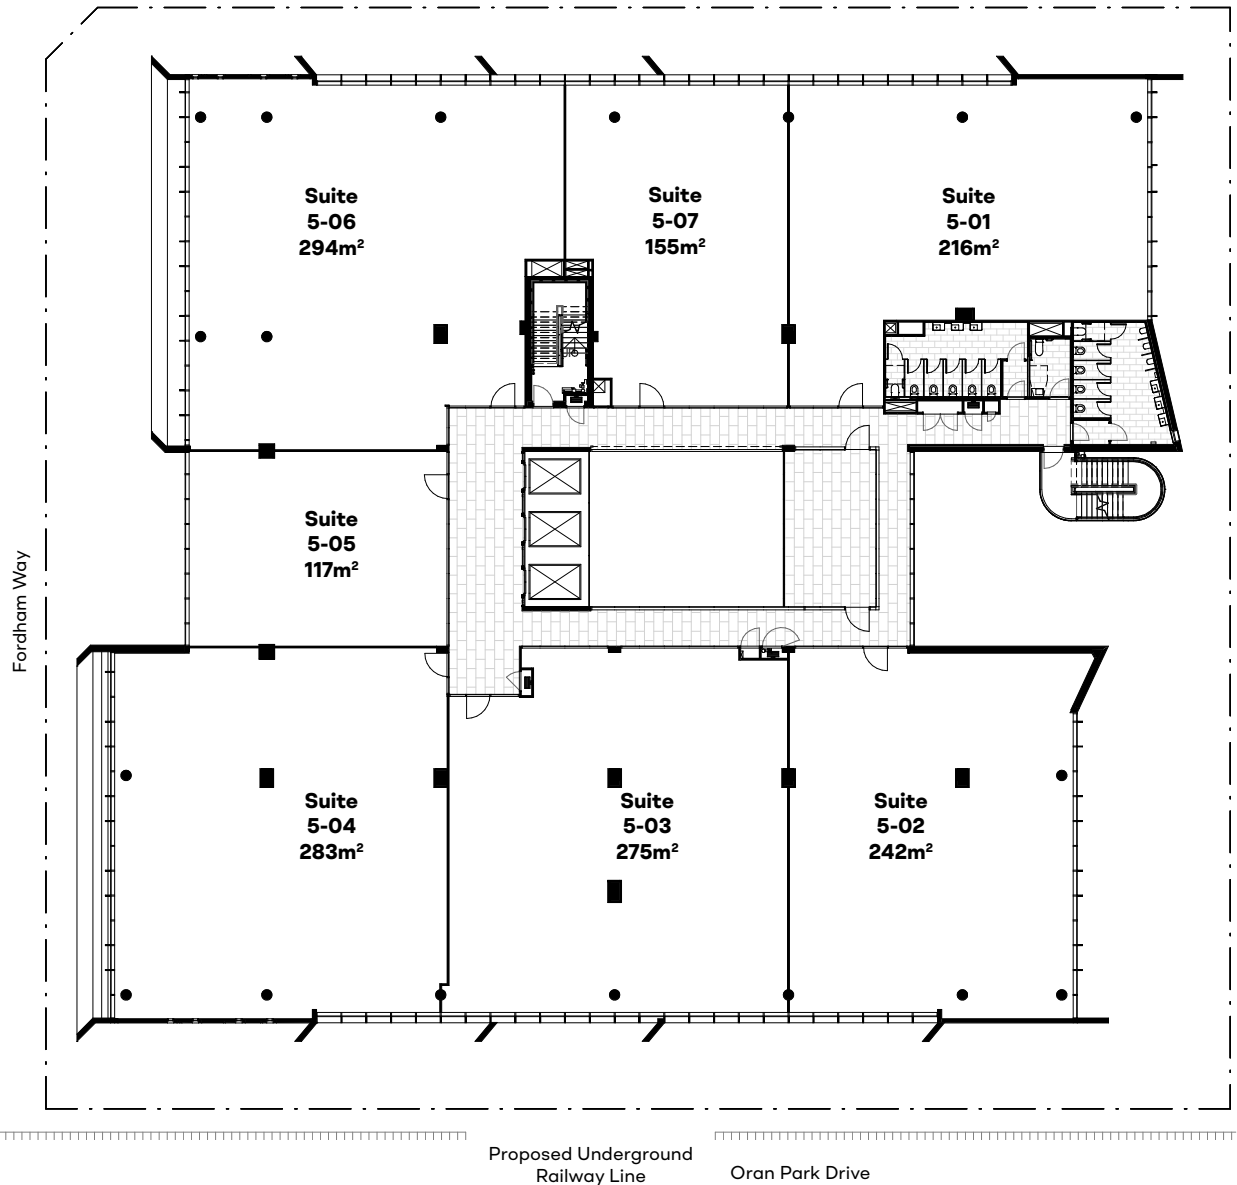 Suite
5-06
294m²
Suite
5-07
155m²
Suite
5-01
216m²
Suite
5-05
117m²
Fordham Way
Suite
5-04
283m²
Suite
5-03
275m²
Suite
5-02
242m²
Proposed Underground
Railway Line
Oran Park Drive